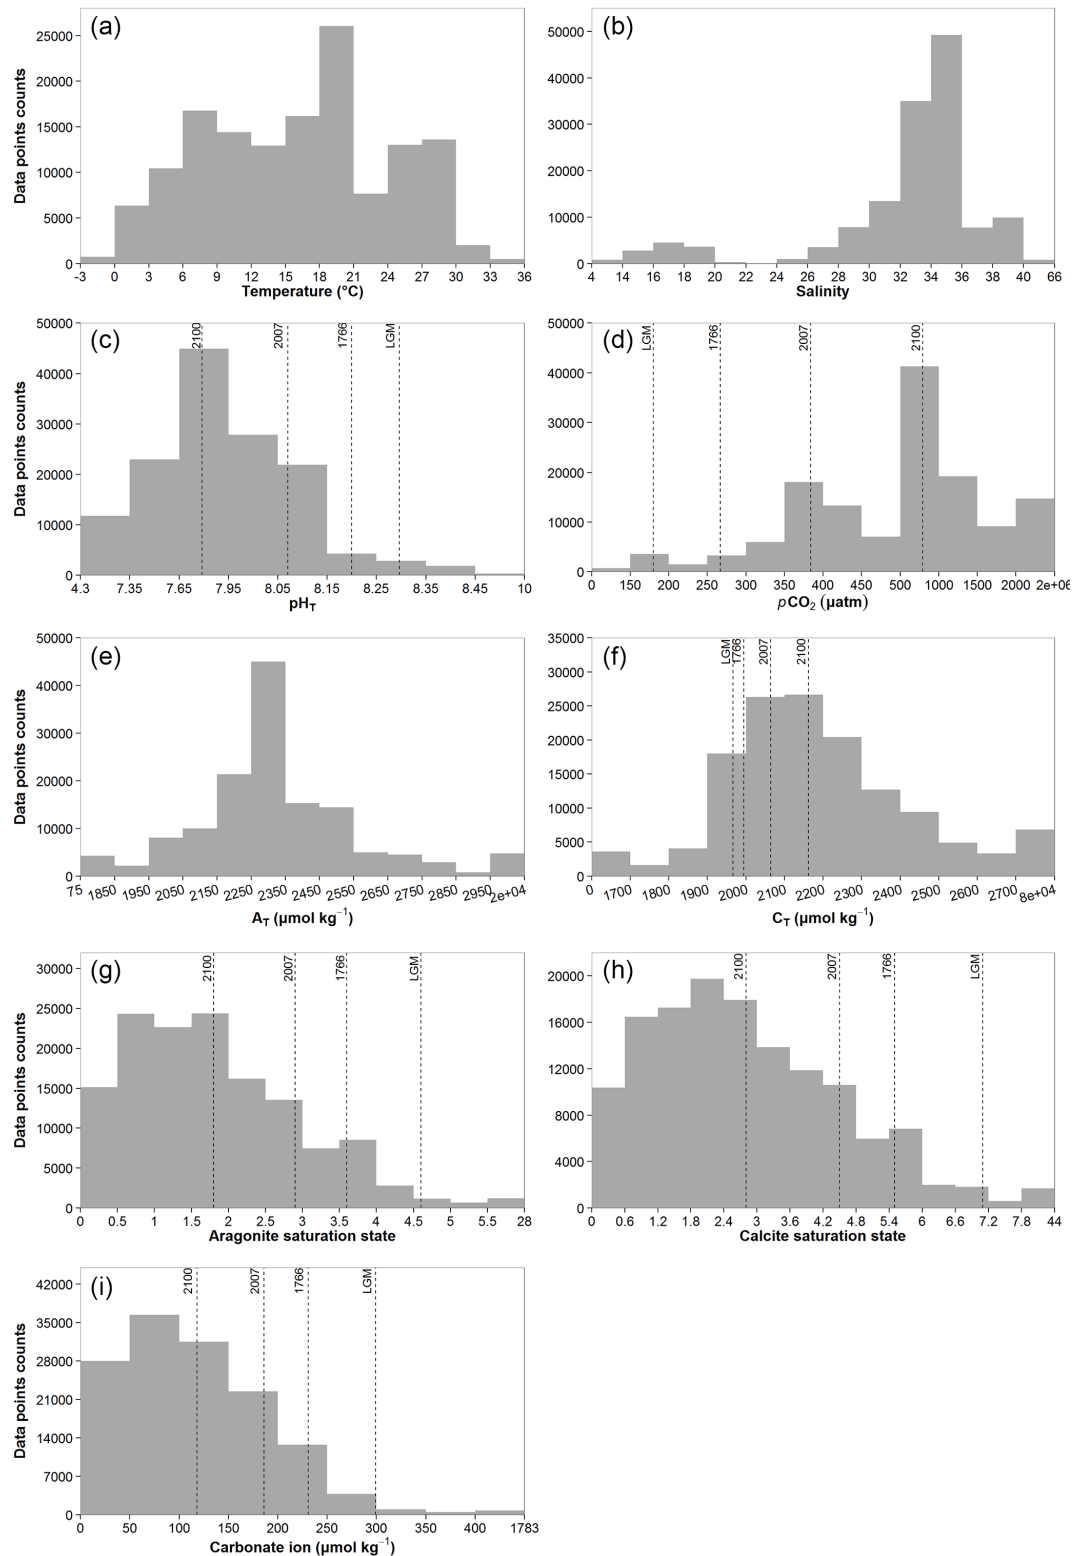 (a)
Data points counts
25000
20000
15000
10000
5000
0
-3 0 3 6 9 12 15 18 21 24 27 30 33 36
Temperature (°C)
(b)
50000
40000
30000
20000
10000
0
4 14 16 18 20 22 24 26 28 30 32 34 36 40 66
Salinity
(c)
Data points counts
50000
40000
30000
20000
10000
0
2100 2007 1766 LGM
4.3 7.35 7.65 7.95 8.05 8.15 8.25 8.35 8.45 10
pH_T
(d)
50000
40000
30000
20000
10000
0
LGM 1766 2007 2100
0 150 200 250 300 350 400 450 500 1000 1500 2000 2e+06
pCO₂ (µatm)
(e)
Data points counts
50000
40000
30000
20000
10000
0
75 1850 1950 2050 2150 2250 2350 2450 2550 2650 2750 2850 2950 2e+04
A_T (µmol kg⁻¹)
(f)
35000
30000
25000
20000
15000
10000
5000
0
LGM 1766 2007 2100
0 1700 1800 1900 2000 2100 2200 2300 2400 2500 2600 2700 8e+04
C_T (µmol kg⁻¹)
(g)
Data points counts
30000
25000
20000
15000
10000
5000
0
2100 2007 1766 LGM
0 0.5 1 1.5 2 2.5 3 3.5 4 4.5 5 5.5 28
Aragonite saturation state
(h)
20000
16000
12000
8000
4000
0
2100 2007 1766 LGM
0 0.6 1.2 1.8 2.4 3 3.6 4.2 4.8 5.4 6 6.6 7.2 7.8 44
Calcite saturation state
(i)
Data points counts
42000
35000
28000
21000
14000
7000
0
2100 2007 1766 LGM
0 50 100 150 200 250 300 350 400 1783
Carbonate ion (µmol kg⁻¹)